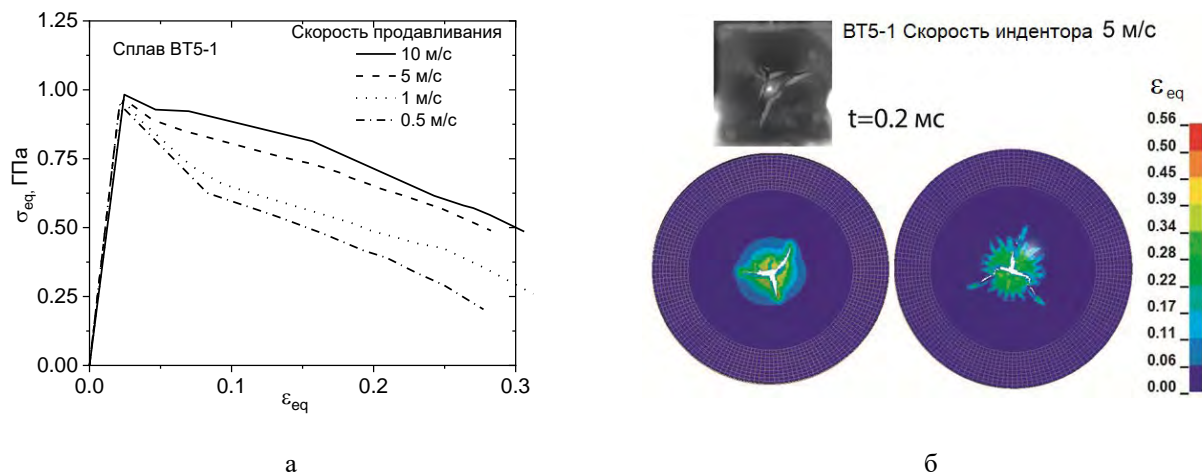 1.25
1.00
0.75
0.50
0.25
0.00
σeq, ГПа
Сплав ВТ5-1
Скорость продавливания
10 м/с
5 м/с
1 м/с
0.5 м/с
0.0 0.1 0.2 0.3
εeq
а
ВТ5-1 Скорость индентора 5 м/с
t=0.2 мс
εeq
0.56
0.50
0.45
0.39
0.34
0.28
0.22
0.17
0.11
0.06
0.00
б